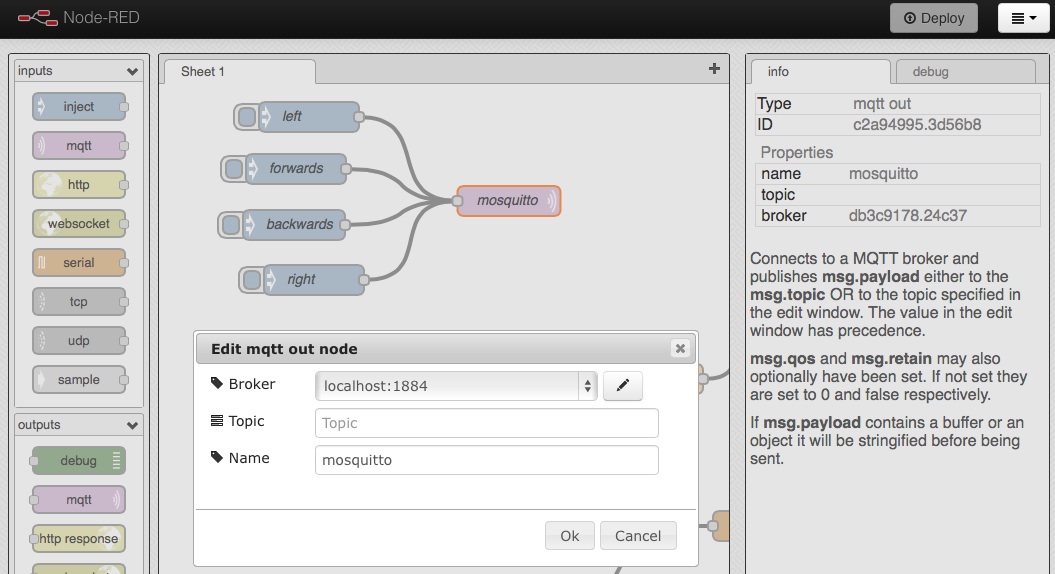 Node-RED
Deploy
inputs
inject
mqtt
http
websocket
serial
tcp
udp
sample
outputs
debug
mqtt
http response
Sheet 1
left
forwards
backwards
right
mosquitto
Edit mqtt out node
Broker localhost:1884
Topic Topic
Name mosquitto
Ok Cancel
info debug
Type mqtt out
ID c2a94995.3d56b8
Properties
name mosquitto
topic
broker db3c9178.24c37
Connects to a MQTT broker and
publishes msg.payload either to the
msg.topic OR to the topic specified in
the edit window. The value in the edit
window has precedence.
msg.qos and msg.retain may also
optionally have been set. If not set they
are set to 0 and false respectively.
If msg.payload contains a buffer or an
object it will be stringified before being
sent.